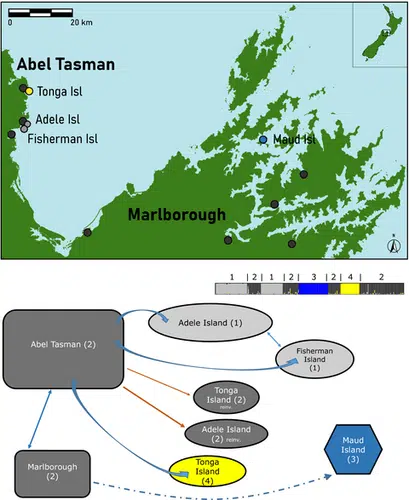 0 20 km
Abel Tasman
Tonga Isl
Adele Isl
Fisherman Isl
Maud Isl
Marlborough
N
1 2 1 2 3 2 4 2
Adele Island (1)
Abel Tasman (2)
Fisherman
Island
(1)
Tonga
Island (2)
reinv.
Adele Island
(2) reinv.
Maud
Island
(3)
Tonga
Island
(4)
Marlborough
(2)